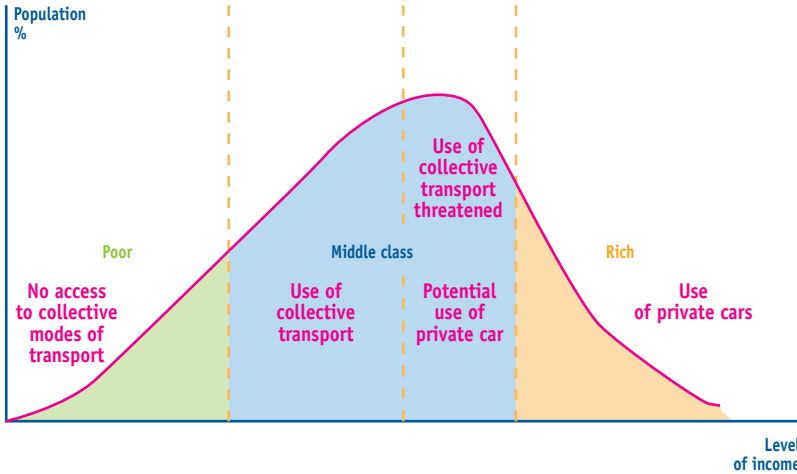 Population
%
Use of
collective
transport
threatened
Poor
Middle class
Rich
No access
to collective
modes of
transport
Use of
collective
transport
Potential
use of
private car
Use
of private cars
Level
of income